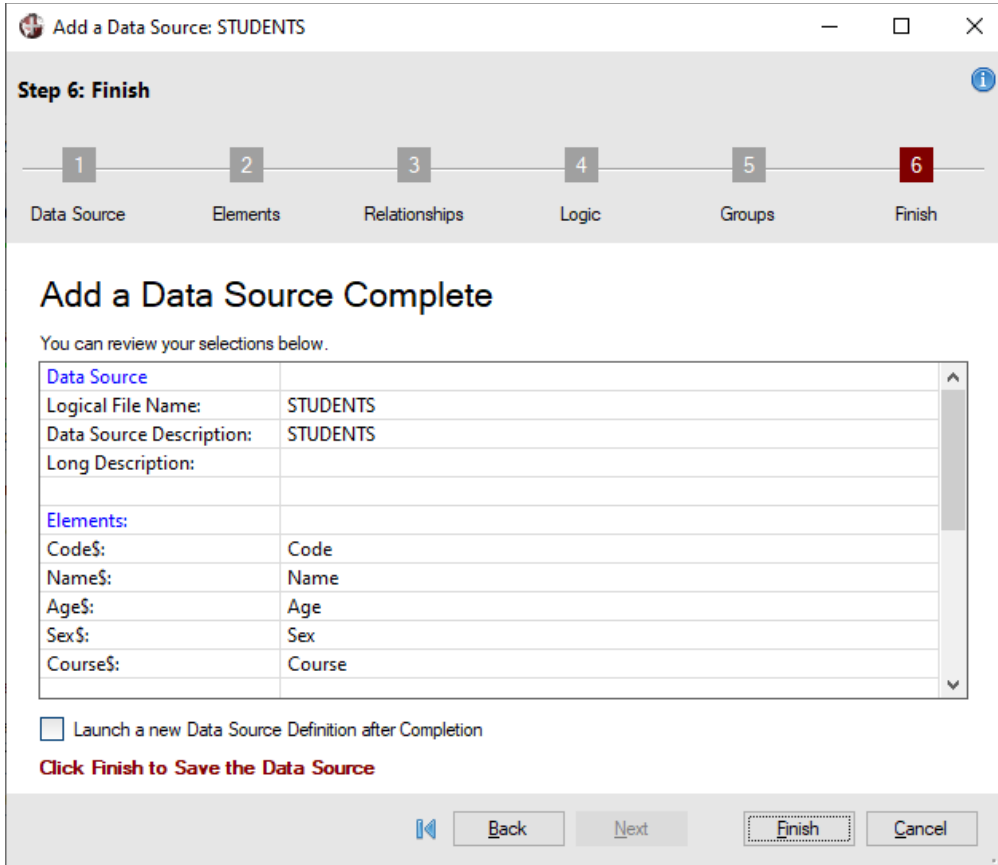 Add a Data Source: STUDENTS
Step 6: Finish
1 2 3 4 5 6
Data Source Elements Relationships Logic Groups Finish
Add a Data Source Complete
You can review your selections below.
Data Source
Logical File Name: STUDENTS
Data Source Description: STUDENTS
Long Description:
Elements:
Code$: Code
Name$: Name
Age$: Age
Sex$: Sex
Course$: Course
Launch a new Data Source Definition after Completion
Click Finish to Save the Data Source
Back Next Finish Cancel